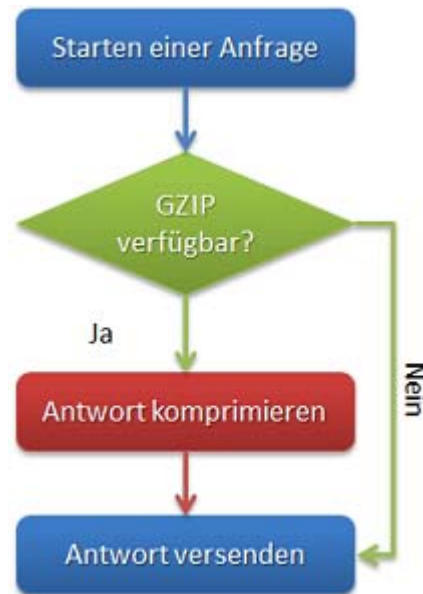 Starten einer Anfrage
GZIP
verfügbar?
Ja
Nein
Antwort komprimieren
Antwort versenden